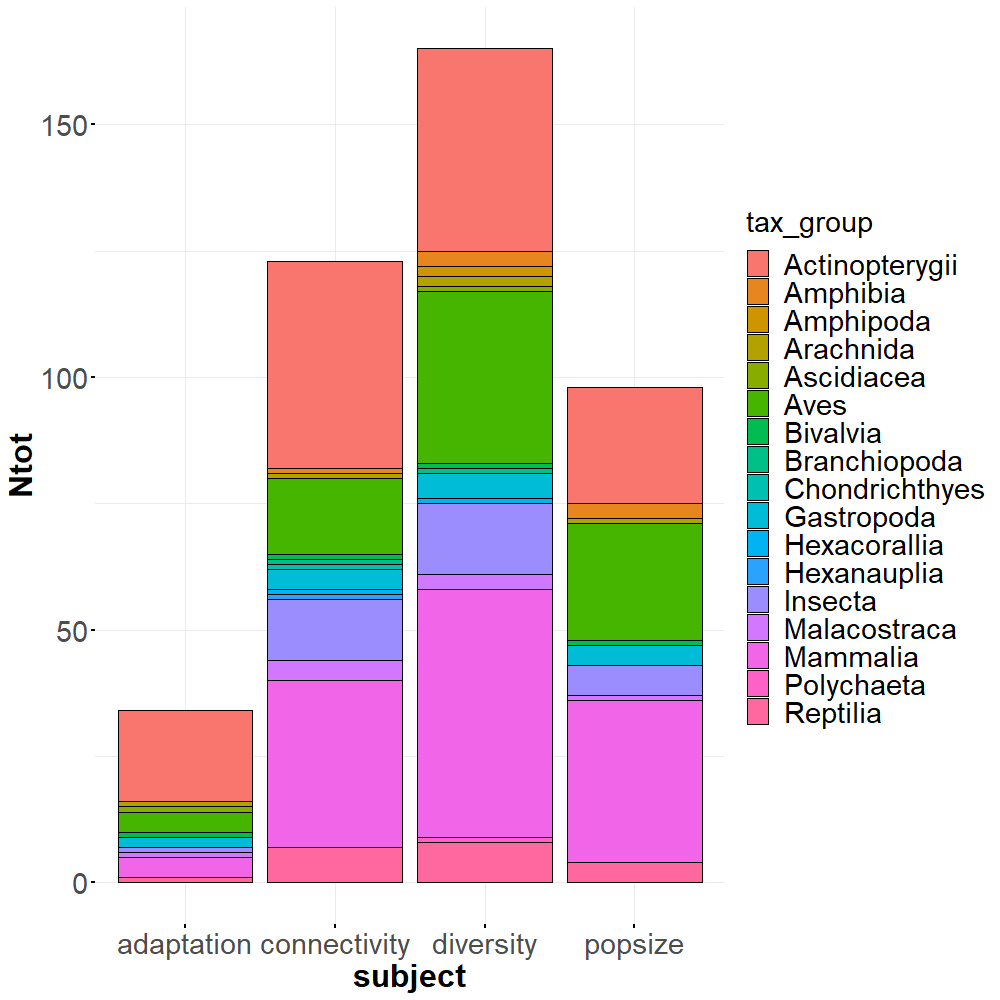 Ntot
150
100
50
0
adaptation connectivity diversity popsize
subject
tax_group
Actinopterygii
Amphibia
Amphipoda
Arachnida
Ascidiacea
Aves
Bivalvia
Branchiopoda
Chondrichthyes
Gastropoda
Hexacorallia
Hexanauplia
Insecta
Malacostraca
Mammalia
Polychaeta
Reptilia